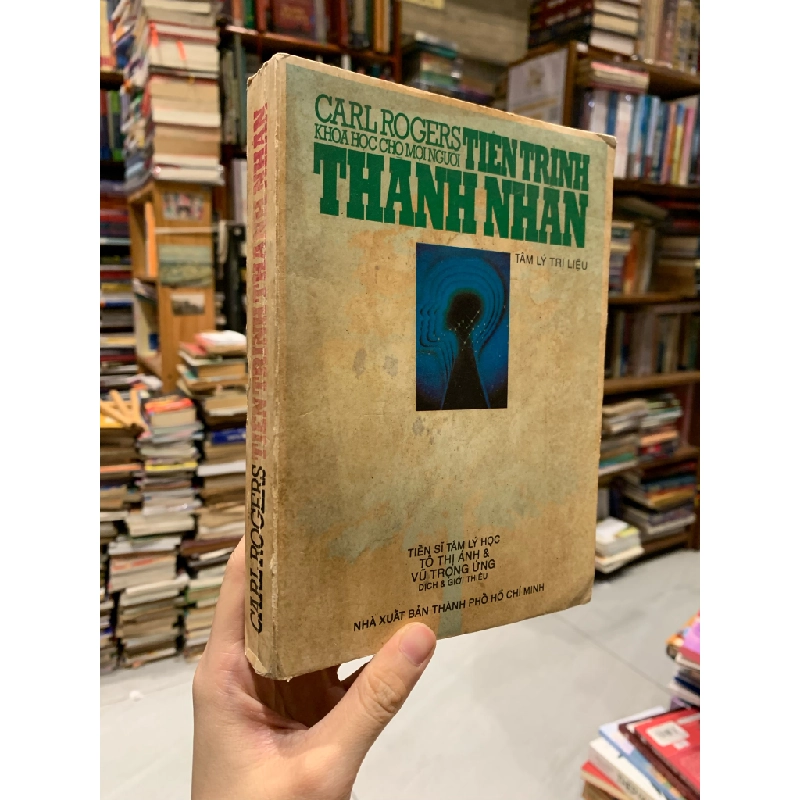 CARL ROGERS
KHOA HỌC CHO MỌI NGƯỜI
TIẾN TRÌNH
THÀNH NHÂN
TÂM LÝ TRỊ LIỆU
TIẾN SĨ TÂM LÝ HỌC
TÔ THỊ ÁNH &
VŨ TRỌNG ỨNG
DỊCH & GIỚI THIỆU
NHÀ XUẤT BẢN THÀNH PHỐ HỒ CHÍ MINH
CARL ROGERS TIẾN TRÌNH THÀNH NHÂN